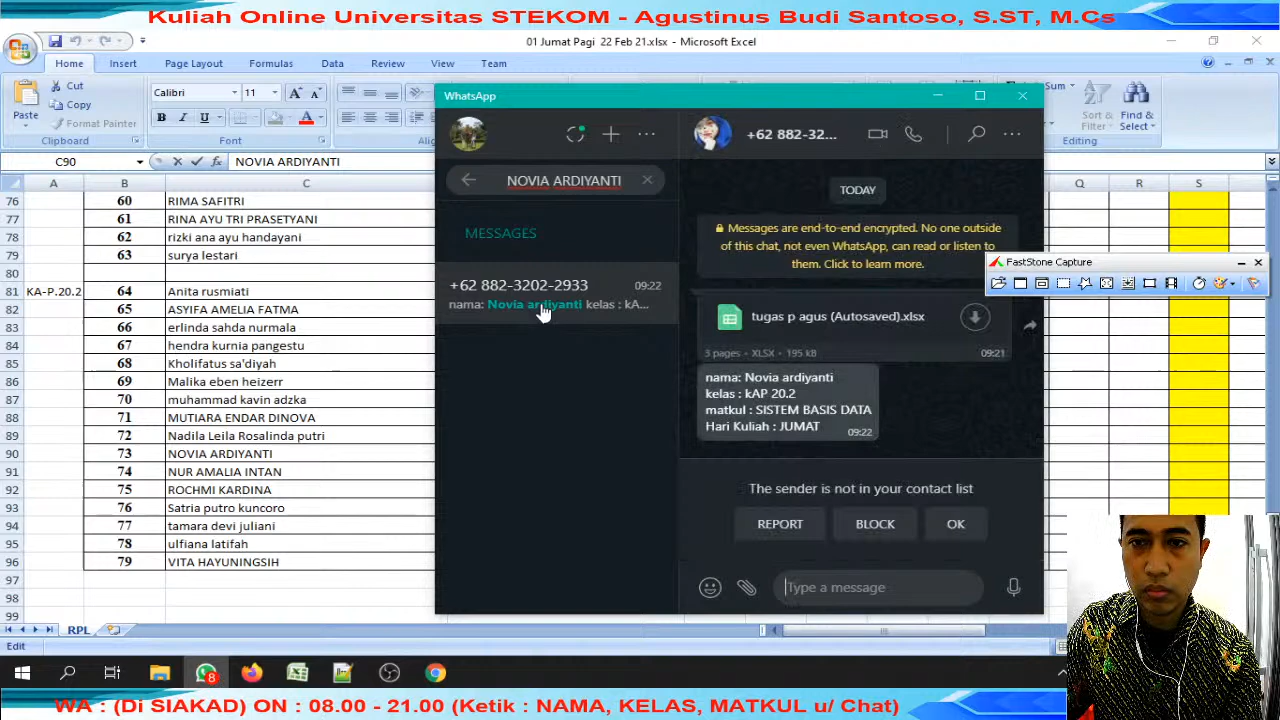 Kuliah Online Universitas STEKOM - Agustinus Budi Santoso, S.ST, M.Cs
01 Jumat Pagi  22 Feb 21.xlsx - Microsoft Excel
Home Insert Page Layout Formulas Data Review View Team
Cut
Copy
Format Painter
Paste
Clipboard
Calibri 11
B I U
Font
Sum
Sort &
Filter
Find &
Select
Editing
C90 NOVIA ARDIYANTI
A B C Q R S
76 60 RIMA SAFITRI
77 61 RINA AYU TRI PRASETYANI
78 62 rizki ana ayu handayani
79 63 surya lestari
80
81 KA-P.20.2 64 Anita rusmiati
82 65 ASYIFA AMELIA FATMA
83 66 erlinda sahda nurmala
84 67 hendra kurnia pangestu
85 68 Kholifatus sa'diyah
86 69 Malika eben heizerr
87 70 muhammad kavin adzka
88 71 MUTIARA ENDAR DINOVA
89 72 Nadila Leila Rosalinda putri
90 73 NOVIA ARDIYANTI
91 74 NUR AMALIA INTAN
92 75 ROCHMI KARDINA
93 76 Satria putro kuncoro
94 77 tamara devi juliani
95 78 ulfiana latifah
96 79 VITA HAYUNINGSIH
97
98
99
RPL
Edit
WhatsApp
NOVIA ARDIYANTI
MESSAGES
+62 882-3202-2933 09:22
nama: Novia ardiyanti kelas : kA...
+62 882-32...
TODAY
Messages are end-to-end encrypted. No one outside
of this chat, not even WhatsApp, can read or listen to
them. Click to learn more.
tugas p agus (Autosaved).xlsx
3 pages • XLSX • 195 kB 09:21
nama: Novia ardiyanti
kelas : kAP 20.2
matkul : SISTEM BASIS DATA
Hari Kuliah : JUMAT 09:22
The sender is not in your contact list
REPORT BLOCK OK
Type a message
FastStone Capture
8
WA : (Di SIAKAD) ON : 08.00 - 21.00 (Ketik : NAMA, KELAS, MATKUL u/ Chat)